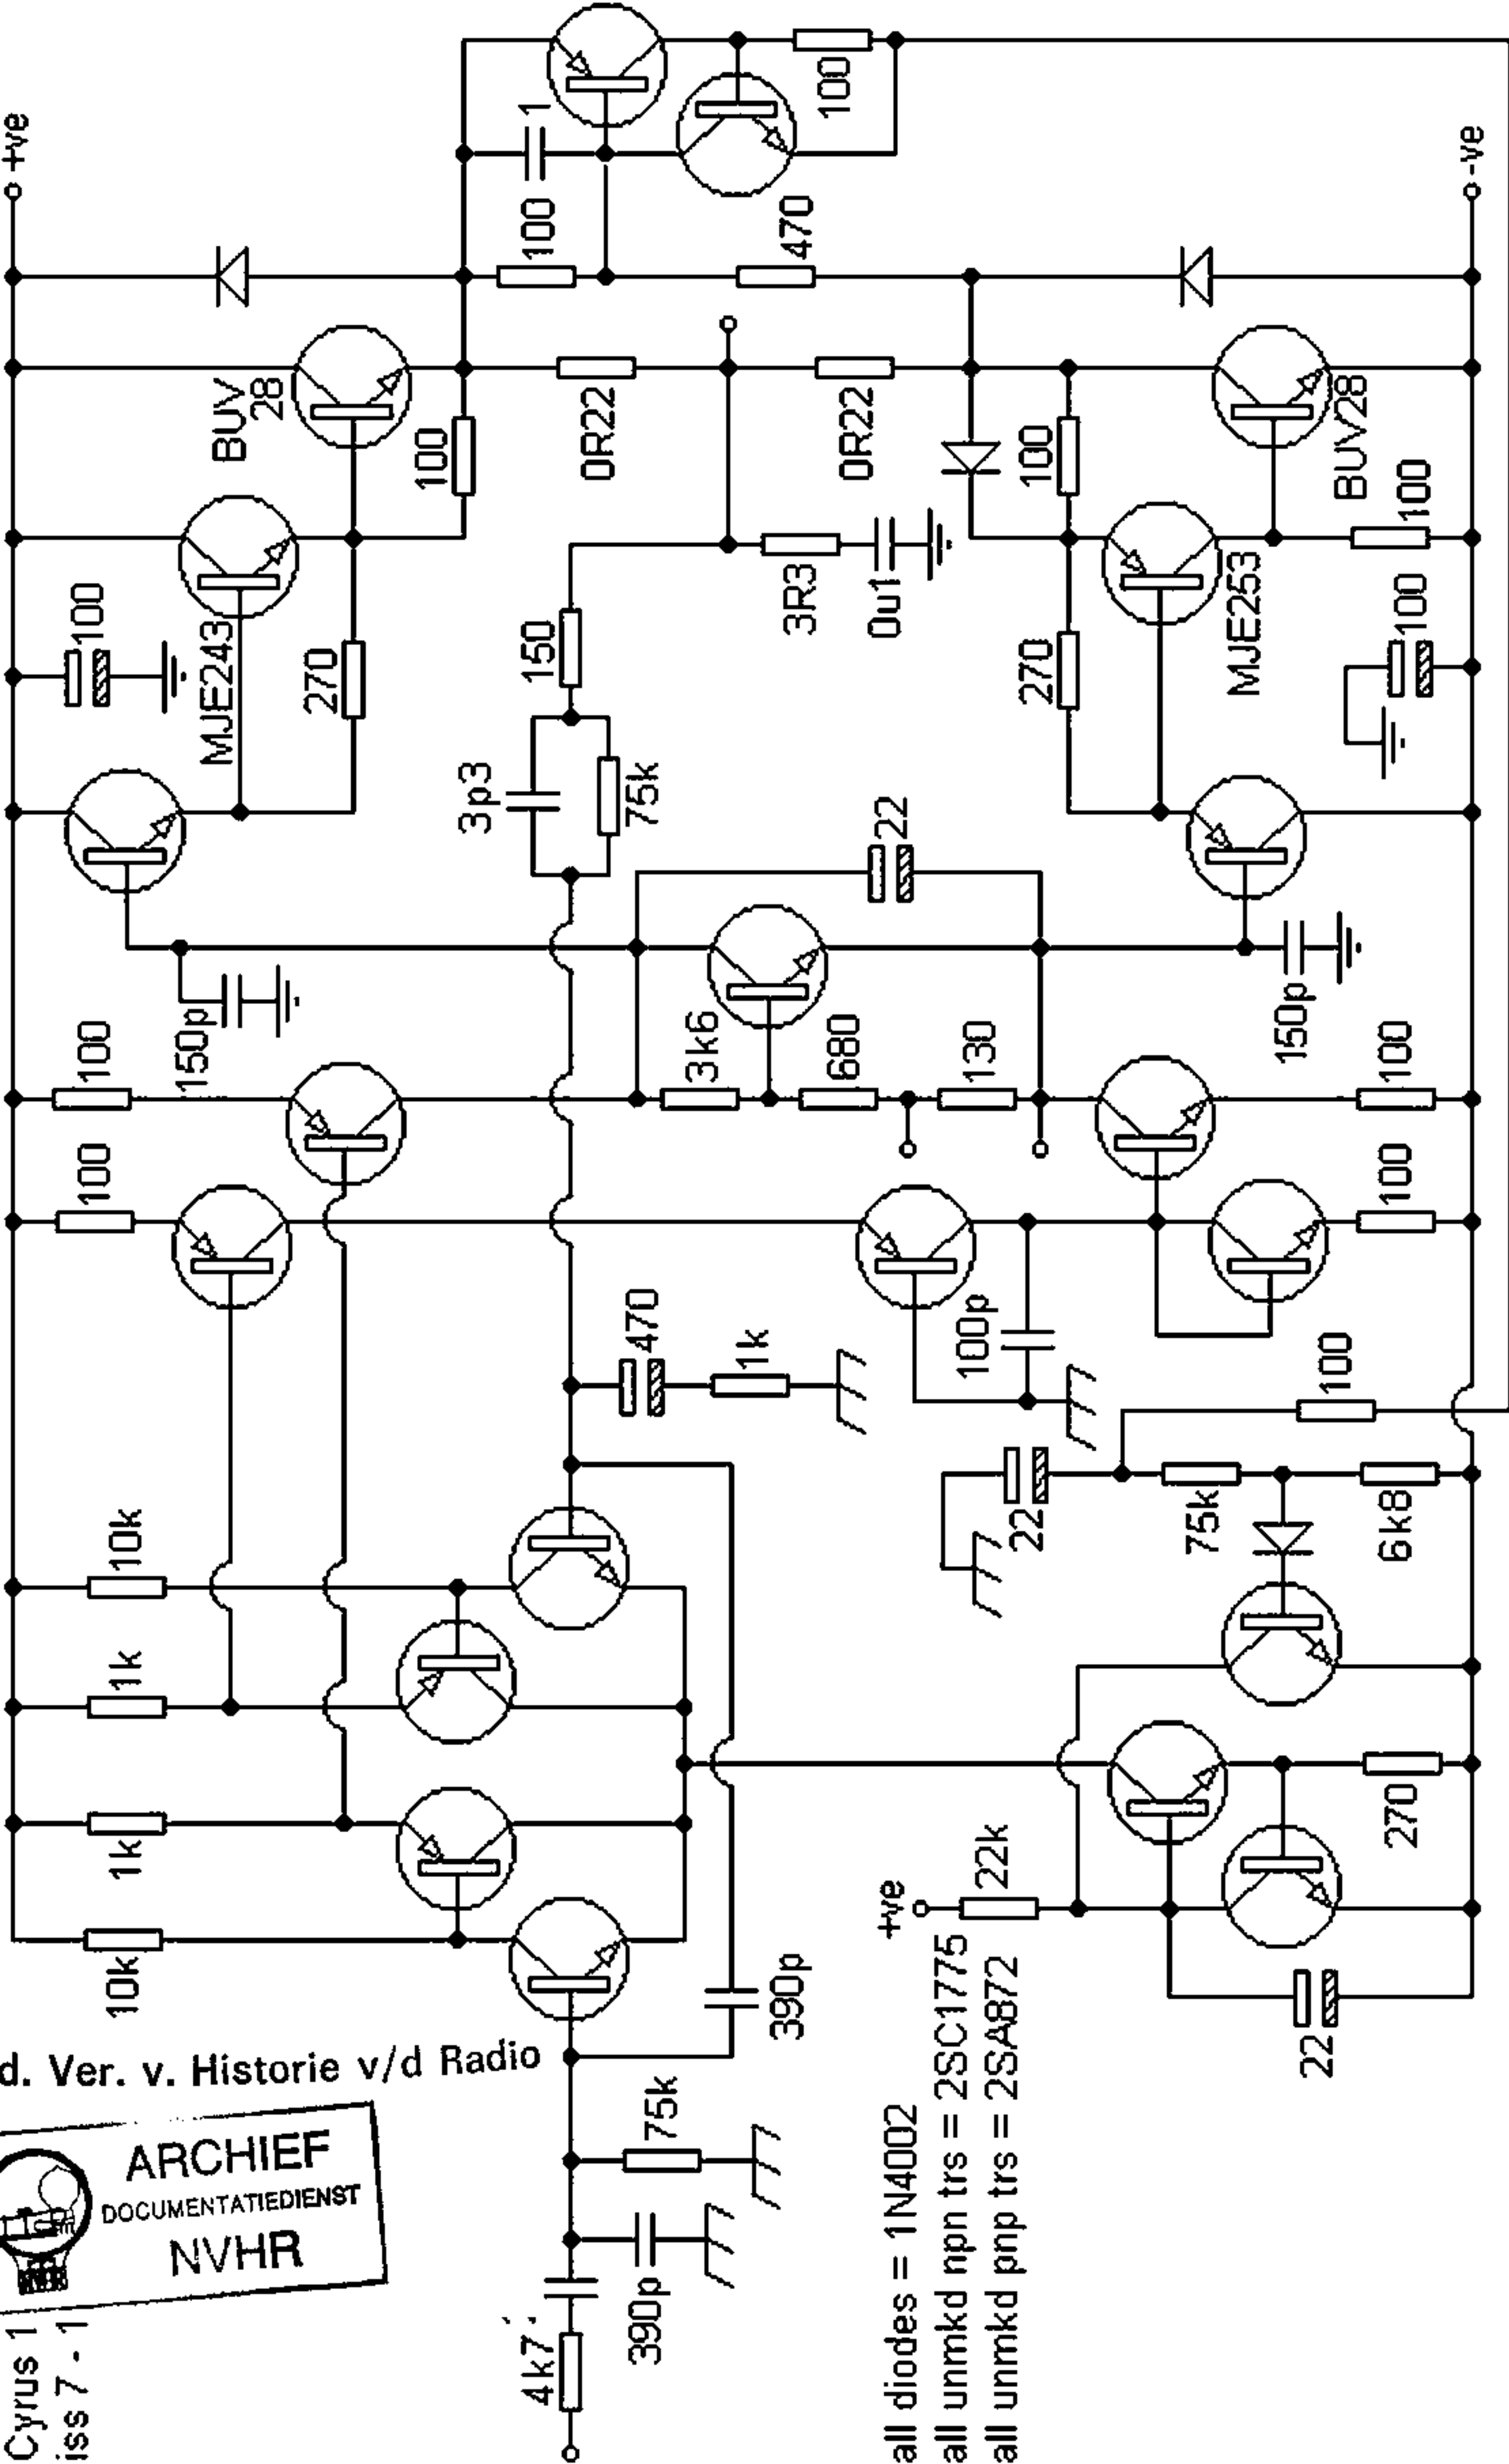 Cyrus 1
iss 7 - 1
d. Ver. v. Historie v/d Radio
ARCHIEF
DOCUMENTATIEDIENST
NVHR
10k
1k
1k
10k
100
100
150p
100
MJE243
270
BUV
28
100
+ve
100
1
100
4k7
390p
75k
390p
470
1k
3p3
75k
150
3R3
0u1
0R22
0R22
470
3k6
680
130
22
100p
270
100
MJE253
BUV28
100
100
150p
100
100
-ve
+ve
22k
22
75k
6k8
100
270
22
all diodes = 1N4002
all unmkd npn trs = 2SC1775
all unmkd pnp trs = 2SA872